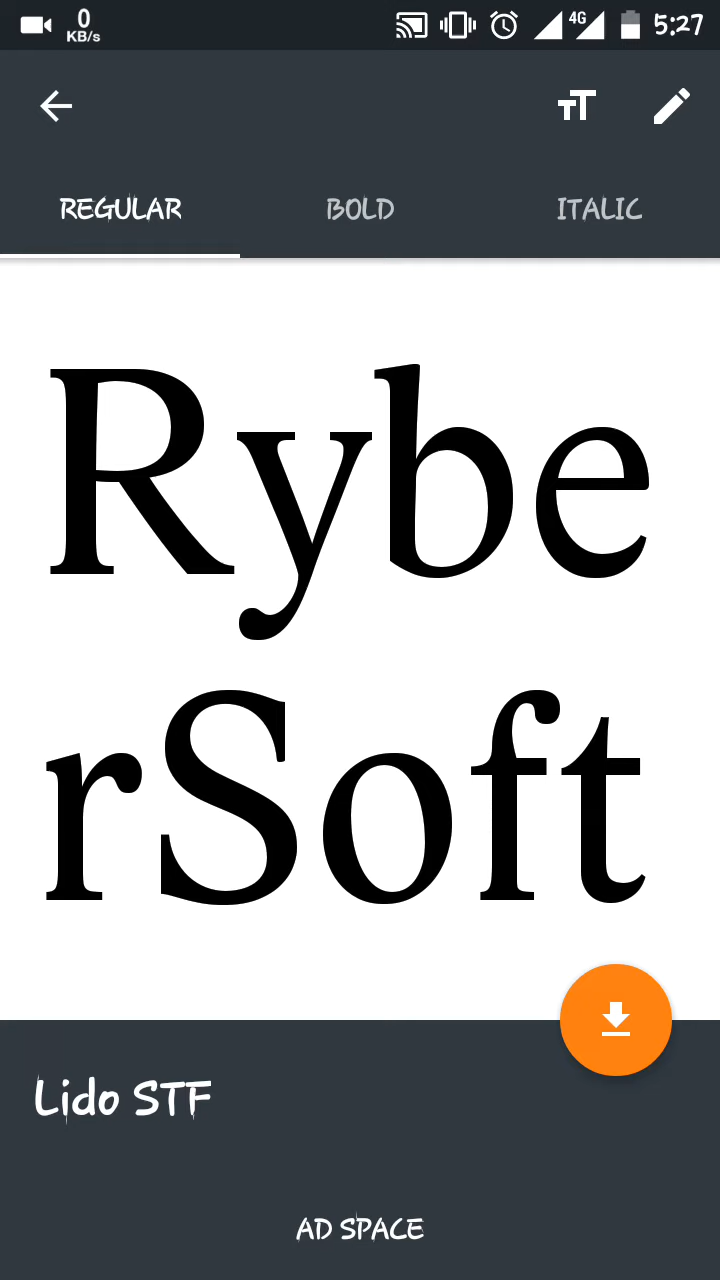 0
KB/s
4G
5:27
REGULAR BOLD ITALIC
Rybe
rSoft
Lido STF
AD SPACE